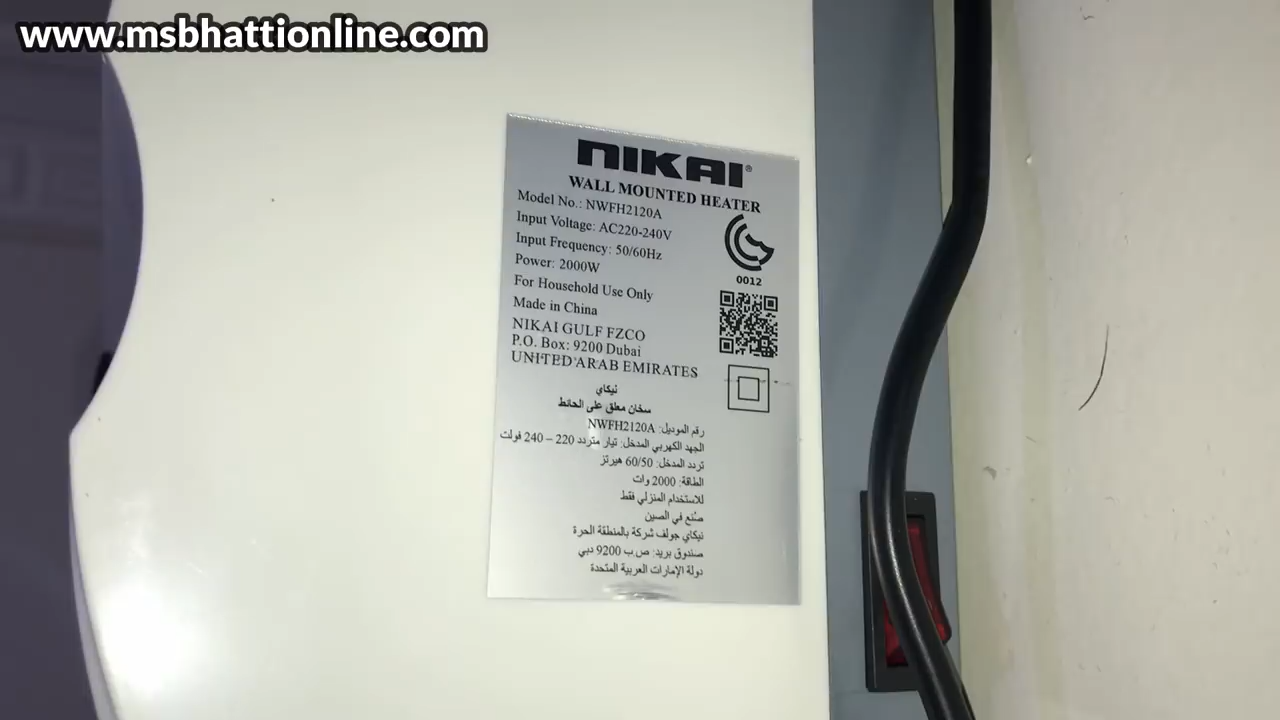 www.msbhattionline.com
NIKAI®
WALL MOUNTED HEATER
Model No.: NWFH2120A
Input Voltage: AC220-240V
Input Frequency: 50/60Hz
Power: 2000W
For Household Use Only
Made in China
NIKAI GULF FZCO
P.O. Box: 9200 Dubai
UNITED ARAB EMIRATES
0012
نيكاي
سخان معلق على الحائط
رقم الموديل: NWFH2120A
الجهد الكهربي المدخل: تيار متردد 220 – 240 فولت
تردد المدخل: 60/50 هيرتز
الطاقة: 2000 وات
للاستخدام المنزلي فقط
صُنع في الصين
نيكاي جولف شركة بالمنطقة الحرة
صندوق بريد: ص.ب 9200 دبي
دولة الإمارات العربية المتحدة